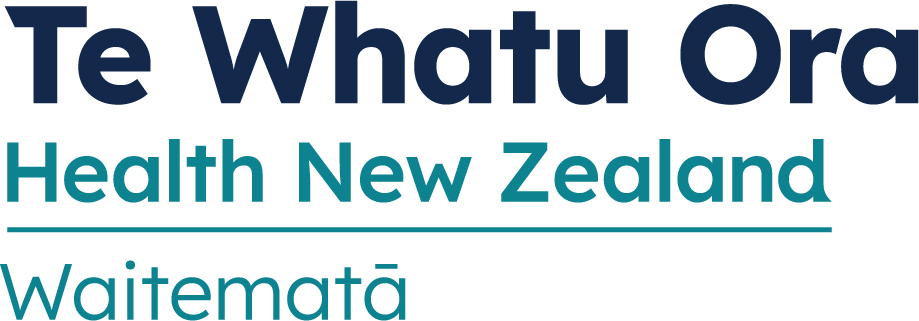 Te Whatu Ora
Health New Zealand
Waitematā